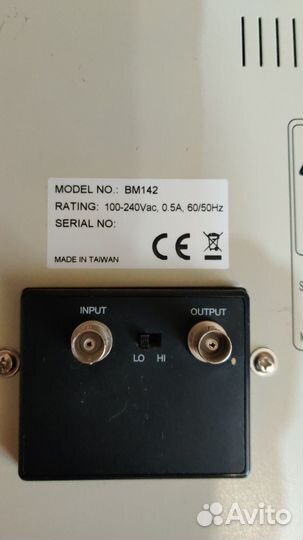 MODEL NO.: BM142
RATING: 100-240Vac, 0.5A, 60/50Hz
SERIAL NO:
CE
MADE IN TAIWAN
INPUT
OUTPUT
LO HI
S
Avito